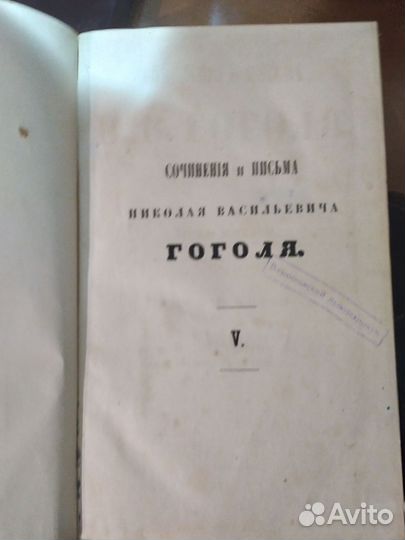 СОЧИНЕНІЯ и ПИСЬМА
НИКОЛАЯ ВАСИЛЬЕВИЧА
ГОГОЛЯ.
V.
Avito